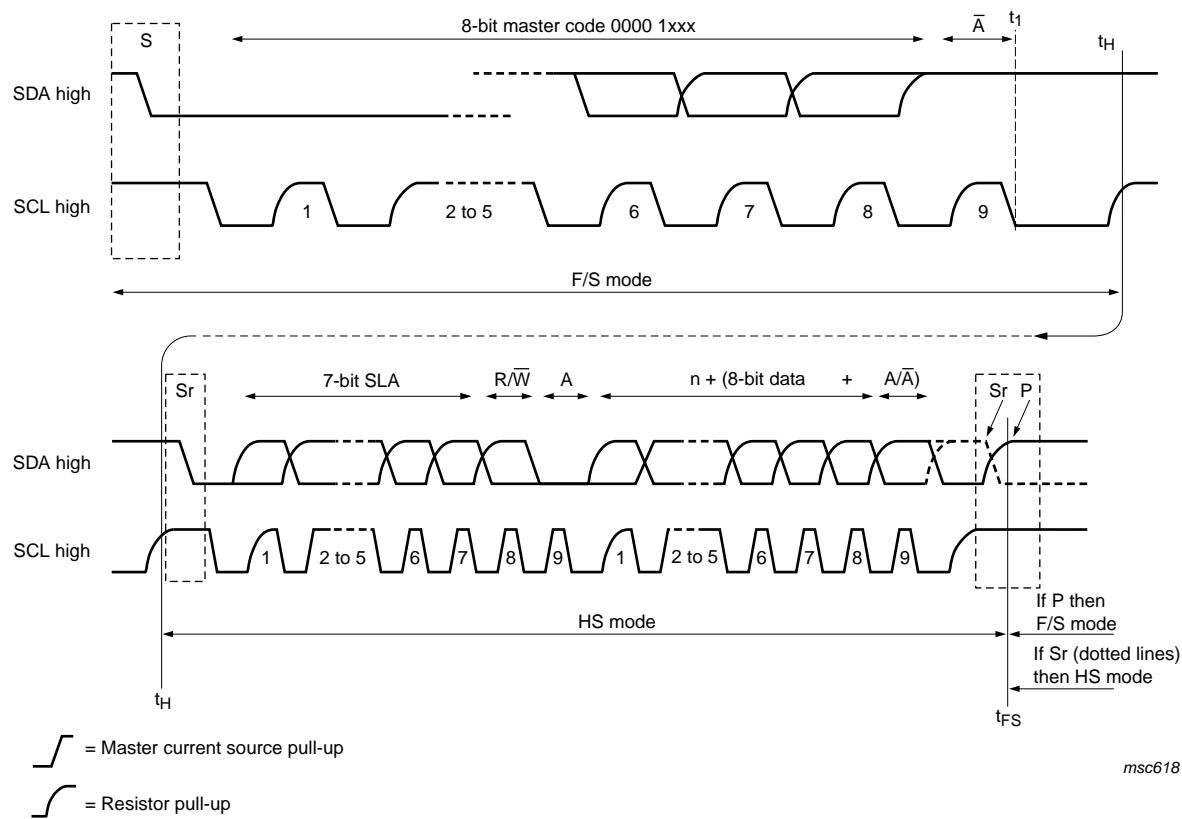 S
8-bit master code 0000 1xxx
A̅
t1
tH
SDA high
SCL high
1
2 to 5
6
7
8
9
F/S mode
Sr
7-bit SLA
R/W̅
A
n + (8-bit data
+
A/A̅)
Sr
P
SDA high
SCL high
1
2 to 5
6
7
8
9
1
2 to 5
6
7
8
9
HS mode
If P then
F/S mode
If Sr (dotted lines)
then HS mode
tH
tFS
= Master current source pull-up
= Resistor pull-up
msc618